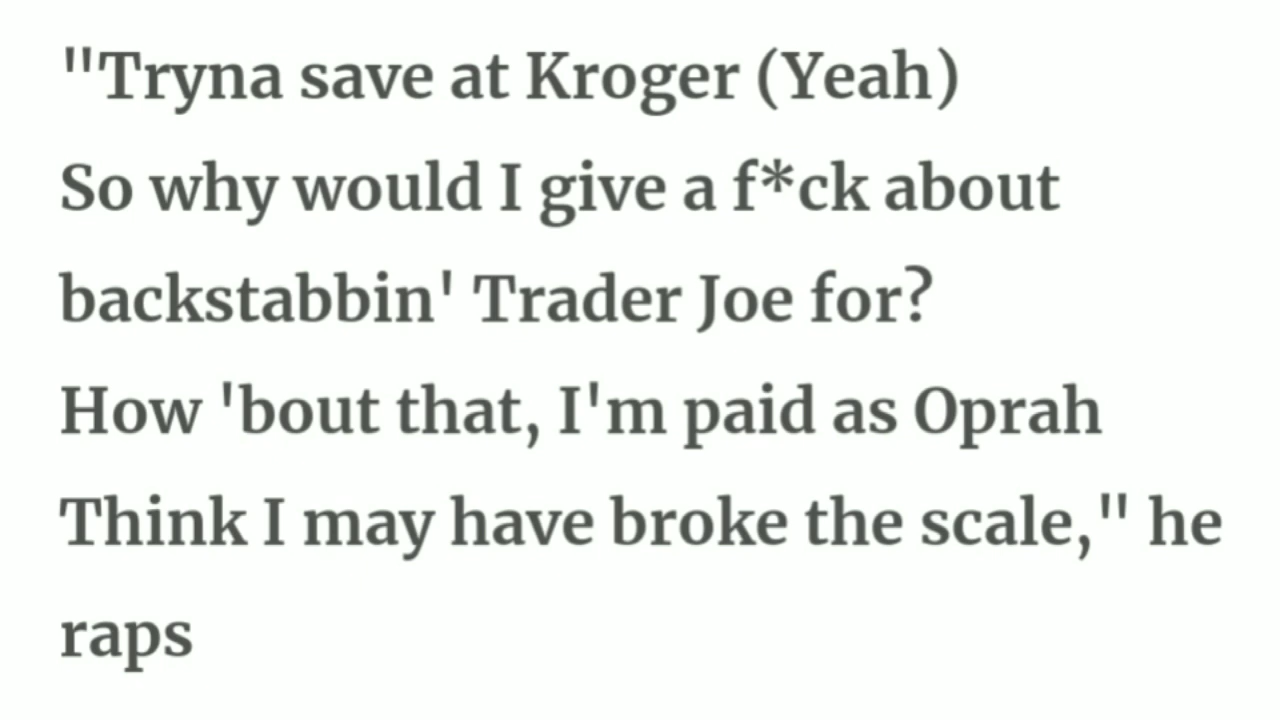 "Tryna save at Kroger (Yeah)
So why would I give a f*ck about
backstabbin' Trader Joe for?
How 'bout that, I'm paid as Oprah
Think I may have broke the scale," he
raps